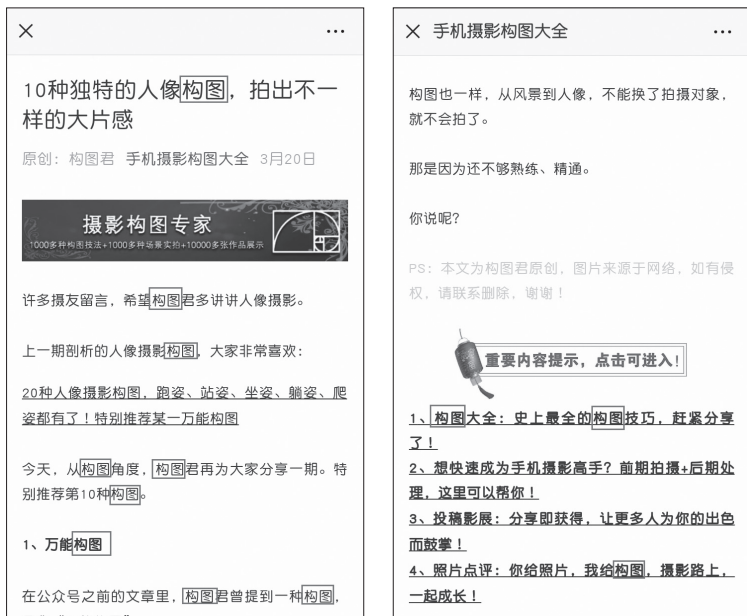 10种独特的人像构图，拍出不一
样的大片感
原创：构图君 手机摄影构图大全 3月20日
摄影构图专家
1000多种构图技法+1000多种场景实拍+10000多张作品展示
许多摄友留言，希望构图君多讲讲人像摄影。
上一期剖析的人像摄影构图，大家非常喜欢：
20种人像摄影构图，跑姿、站姿、坐姿、躺姿、爬
姿都有了！特别推荐某一万能构图
今天，从构图角度，构图君再为大家分享一期。特
别推荐第10种构图。
1、万能构图
在公众号之前的文章里，构图君曾提到一种构图，
手机摄影构图大全
构图也一样，从风景到人像，不能换了拍摄对象，
就不会拍了。
那是因为还不够熟练、精通。
你说呢？
PS：本文为构图君原创，图片来源于网络，如有侵
权，请联系删除，谢谢！
重要内容提示，点击可进入！
1、构图大全：史上最全的构图技巧，赶紧分享
了！
2、想快速成为手机摄影高手？前期拍摄+后期处
理，这里可以帮你！
3、投稿影展：分享即获得，让更多人为你的出色
而鼓掌！
4、照片点评：你给照片，我给构图，摄影路上，
一起成长！